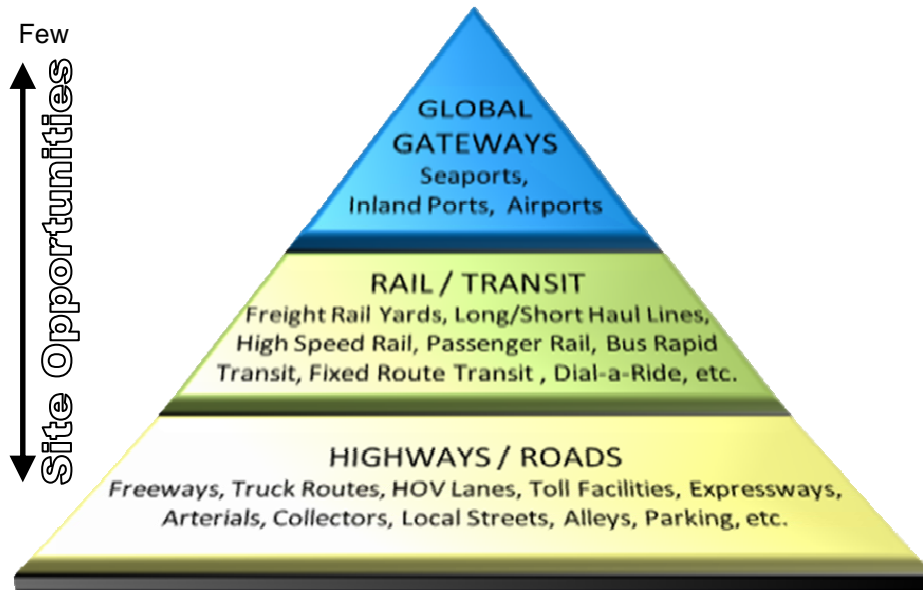 Few
Site Opportunities
GLOBAL
GATEWAYS
Seaports,
Inland Ports, Airports
RAIL / TRANSIT
Freight Rail Yards, Long/Short Haul Lines,
High Speed Rail, Passenger Rail, Bus Rapid
Transit, Fixed Route Transit , Dial-a-Ride, etc.
HIGHWAYS / ROADS
Freeways, Truck Routes, HOV Lanes, Toll Facilities, Expressways,
Arterials, Collectors, Local Streets, Alleys, Parking, etc.